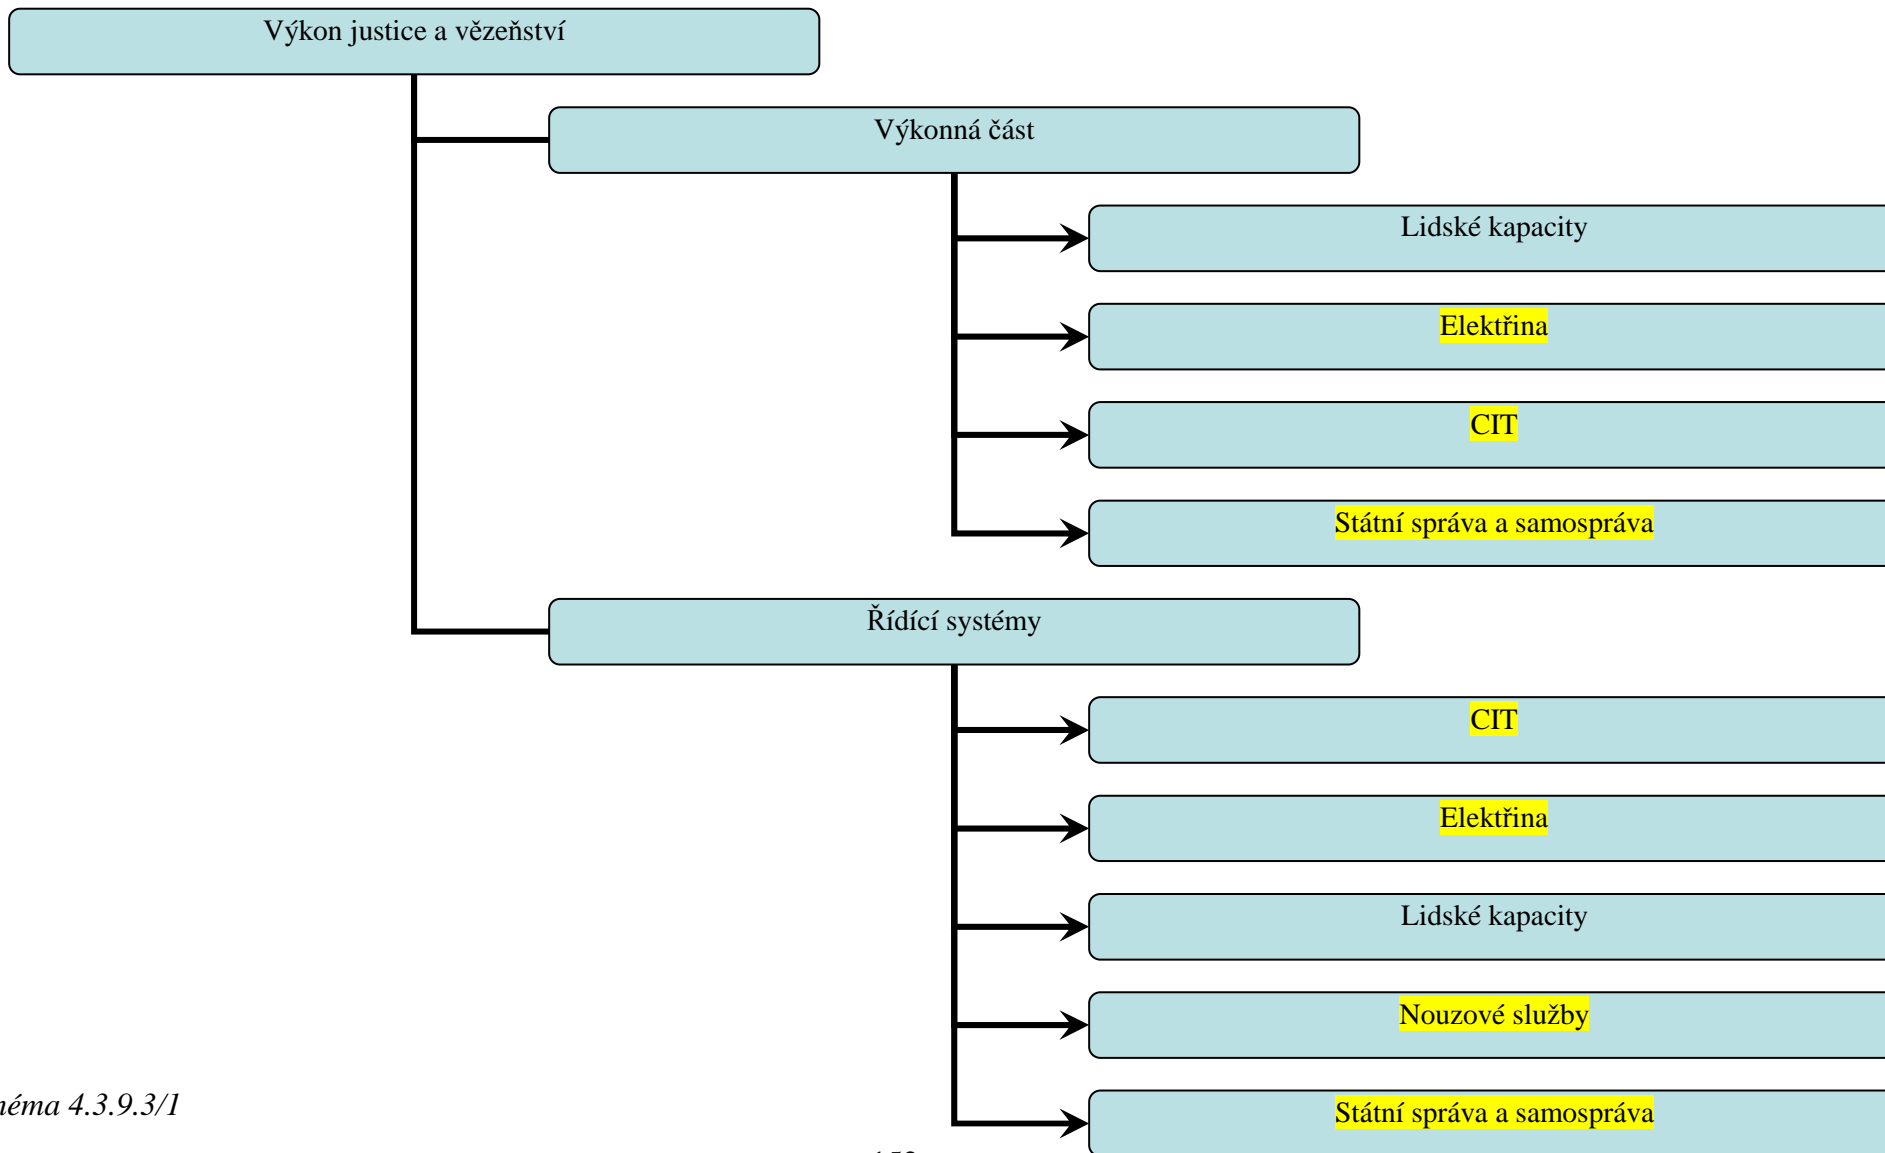 Výkon justice a vězeňství
Výkonná část
Lidské kapacity
Elektřina
CIT
Státní správa a samospráva
Řídící systémy
CIT
Elektřina
Lidské kapacity
Nouzové služby
Státní správa a samospráva
4.3.9.3/1